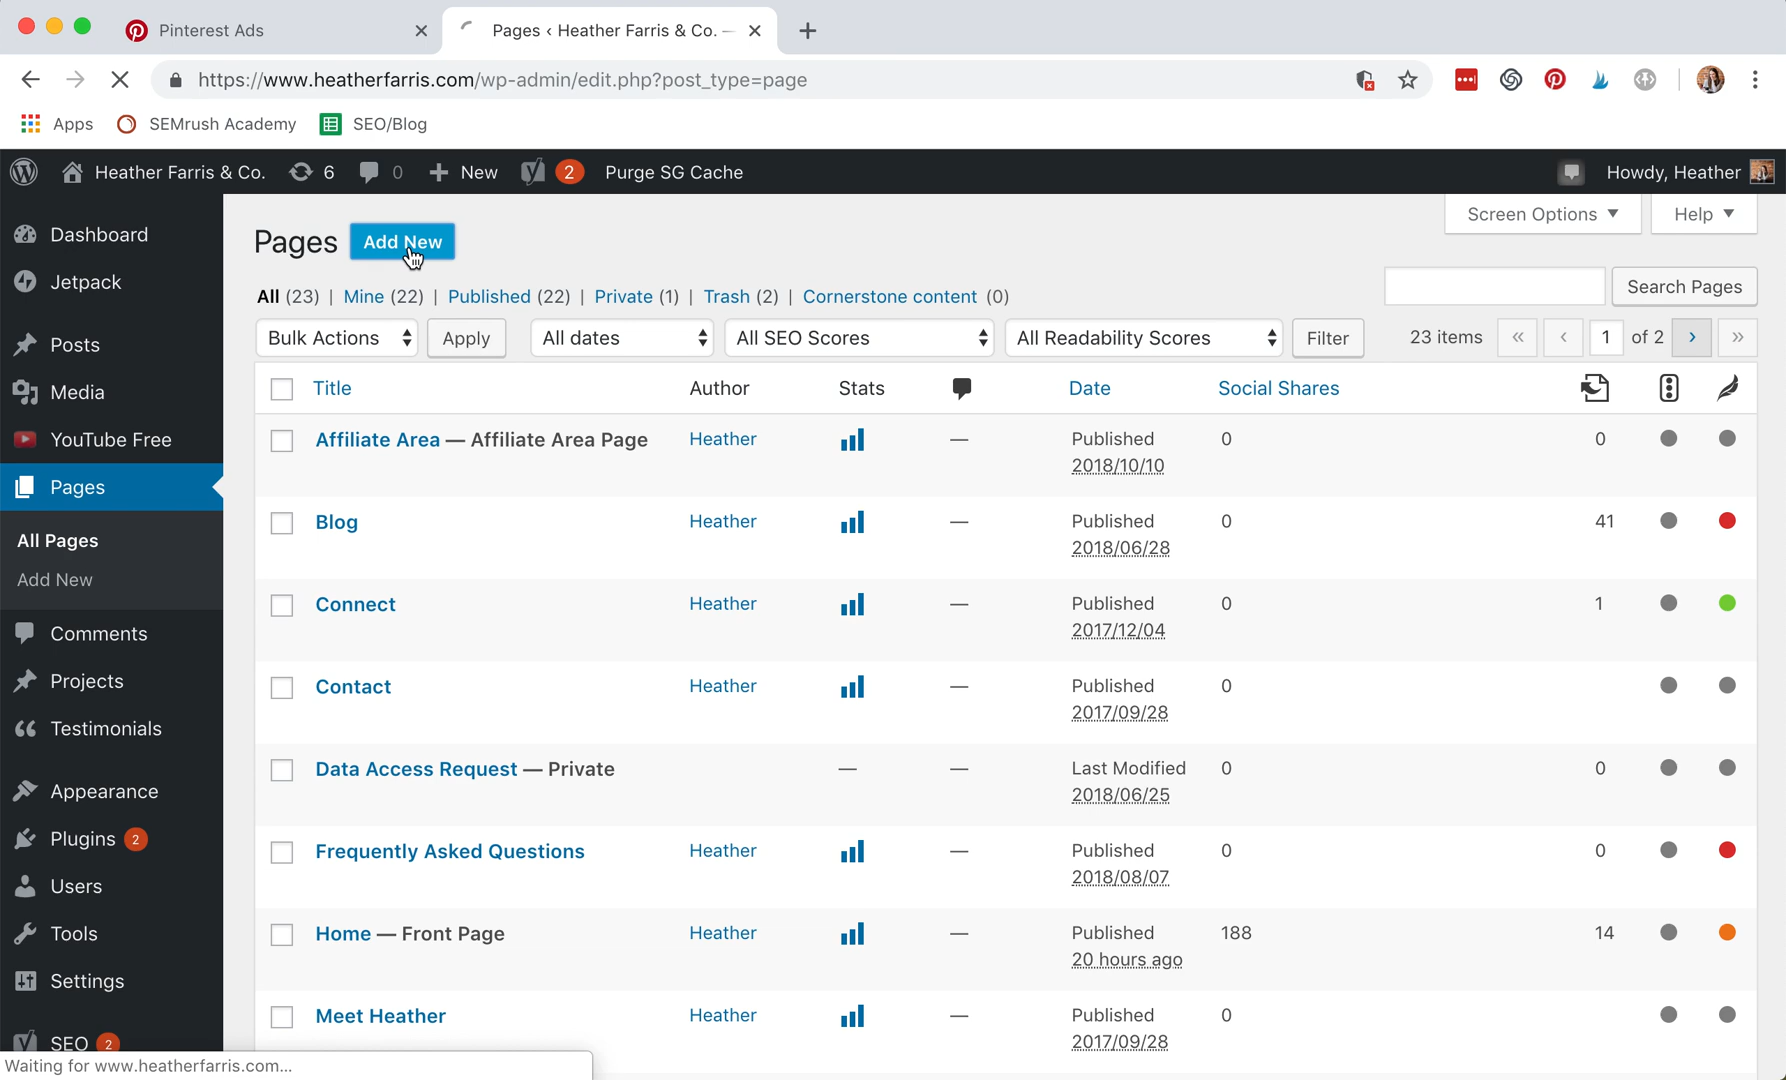 Pinterest Ads
Pages ‹ Heather Farris & Co. —
https://www.heatherfarris.com/wp-admin/edit.php?post_type=page
Apps SEMrush Academy SEO/Blog
Heather Farris & Co. 6 0 New 2 Purge SG Cache Howdy, Heather
Screen Options Help
Dashboard
Jetpack
Posts
Media
YouTube Free
Pages
All Pages
Add New
Comments
Projects
Testimonials
Appearance
Plugins 2
Users
Tools
Settings
SEO 2
Pages Add New
All (23) | Mine (22) | Published (22) | Private (1) | Trash (2) | Cornerstone content (0)
Search Pages
Bulk Actions Apply All dates All SEO Scores All Readability Scores Filter 23 items « ‹ 1 of 2 › »
Title Author Stats Date Social Shares
Affiliate Area — Affiliate Area Page Heather — Published 0 0
2018/10/10
Blog Heather — Published 0 41
2018/06/28
Connect Heather — Published 0 1
2017/12/04
Contact Heather — Published 0
2017/09/28
Data Access Request — Private — — Last Modified 0 0
2018/06/25
Frequently Asked Questions Heather — Published 0 0
2018/08/07
Home — Front Page Heather — Published 188 14
20 hours ago
Meet Heather Heather — Published 0
2017/09/28
Waiting for www.heatherfarris.com...